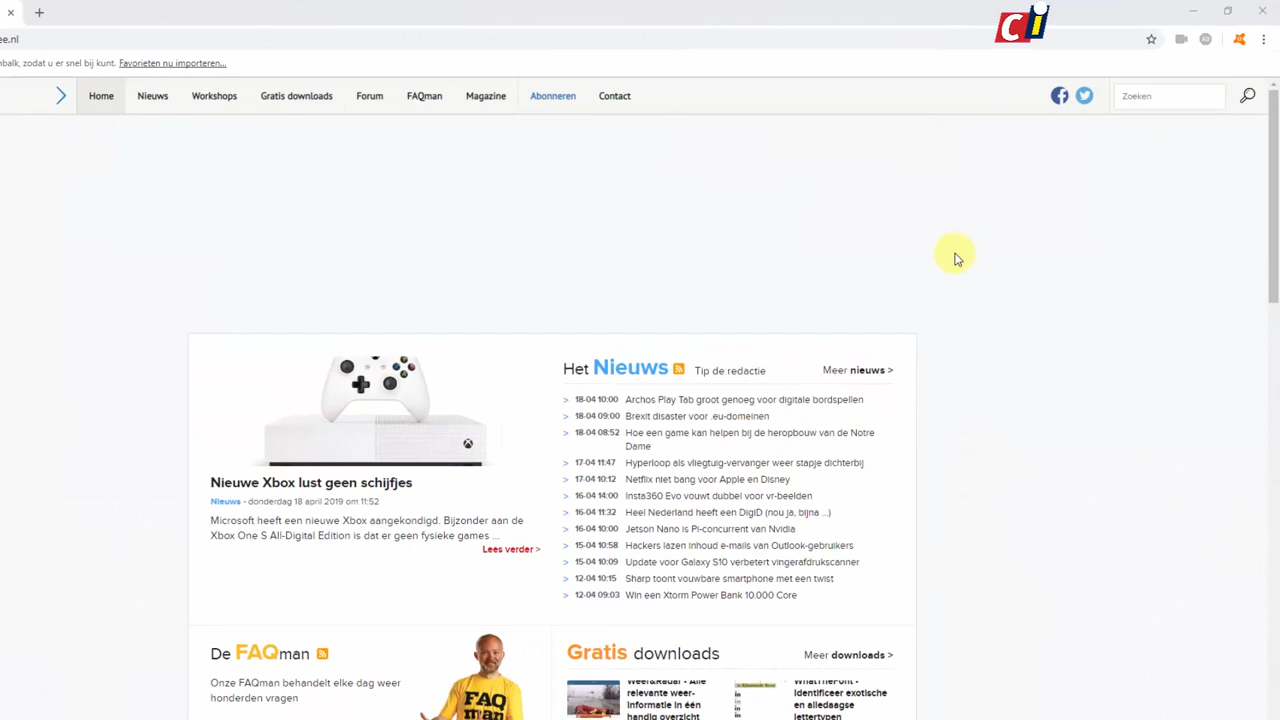 Ci
ee.nl
nbalk, zodat u er snel bij kunt. Favorieten nu importeren...
Home Nieuws Workshops Gratis downloads Forum FAQman Magazine Abonneren Contact Zoeken
Nieuwe Xbox lust geen schijfjes
Nieuws - donderdag 18 april 2019 om 11:52
Microsoft heeft een nieuwe Xbox aangekondigd. Bijzonder aan de
Xbox One S All-Digital Edition is dat er geen fysieke games ...
Lees verder >
Het Nieuws Tip de redactie Meer nieuws >
> 18-04 10:00 Archos Play Tab groot genoeg voor digitale bordspellen
> 18-04 09:00 Brexit disaster voor .eu-domeinen
> 18-04 08:52 Hoe een game kan helpen bij de heropbouw van de Notre
Dame
> 17-04 11:47 Hyperloop als vliegtuig-vervanger weer stapje dichterbij
> 17-04 10:12 Netflix niet bang voor Apple en Disney
> 16-04 14:00 Insta360 Evo vouwt dubbel voor vr-beelden
> 16-04 11:32 Heel Nederland heeft een DigiD (nou ja, bijna ...)
> 16-04 10:00 Jetson Nano is Pi-concurrent van Nvidia
> 15-04 10:58 Hackers lazen inhoud e-mails van Outlook-gebruikers
> 15-04 10:09 Update voor Galaxy S10 verbetert vingerafdrukscanner
> 12-04 10:15 Sharp toont vouwbare smartphone met een twist
> 12-04 09:03 Win een Xtorm Power Bank 10.000 Core
De FAQman
Onze FAQman behandelt elke dag weer
honderden vragen
FAQ
man
Gratis downloads Meer downloads >
Weer&Radar - Alle
relevante weer-
informatie in één
handig overzicht
WhatTheFont -
Identificeer exotische
en alledaagse
lettertypen